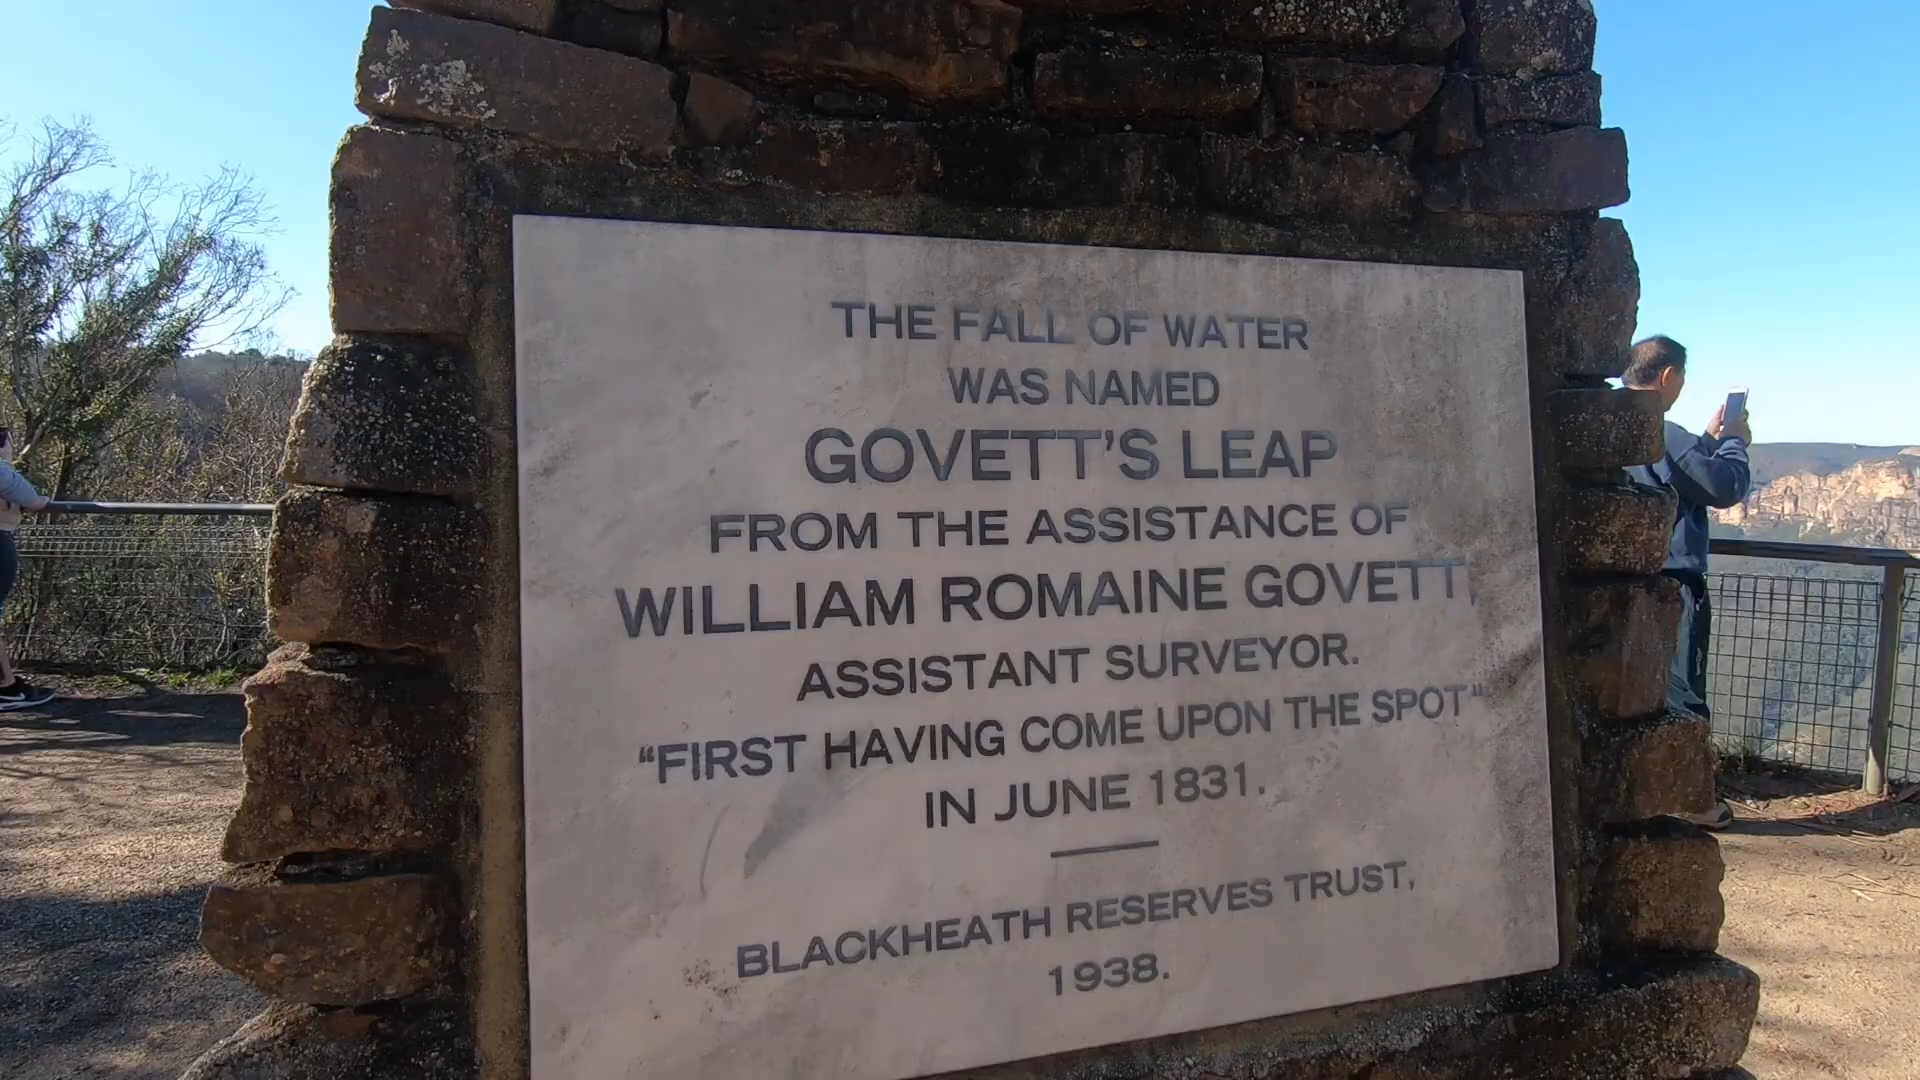 THE FALL OF WATER
WAS NAMED
GOVETT'S LEAP
FROM THE ASSISTANCE OF
WILLIAM ROMAINE GOVETT,
ASSISTANT SURVEYOR.
“FIRST HAVING COME UPON THE SPOT“
IN JUNE 1831.
BLACKHEATH RESERVES TRUST,
1938.